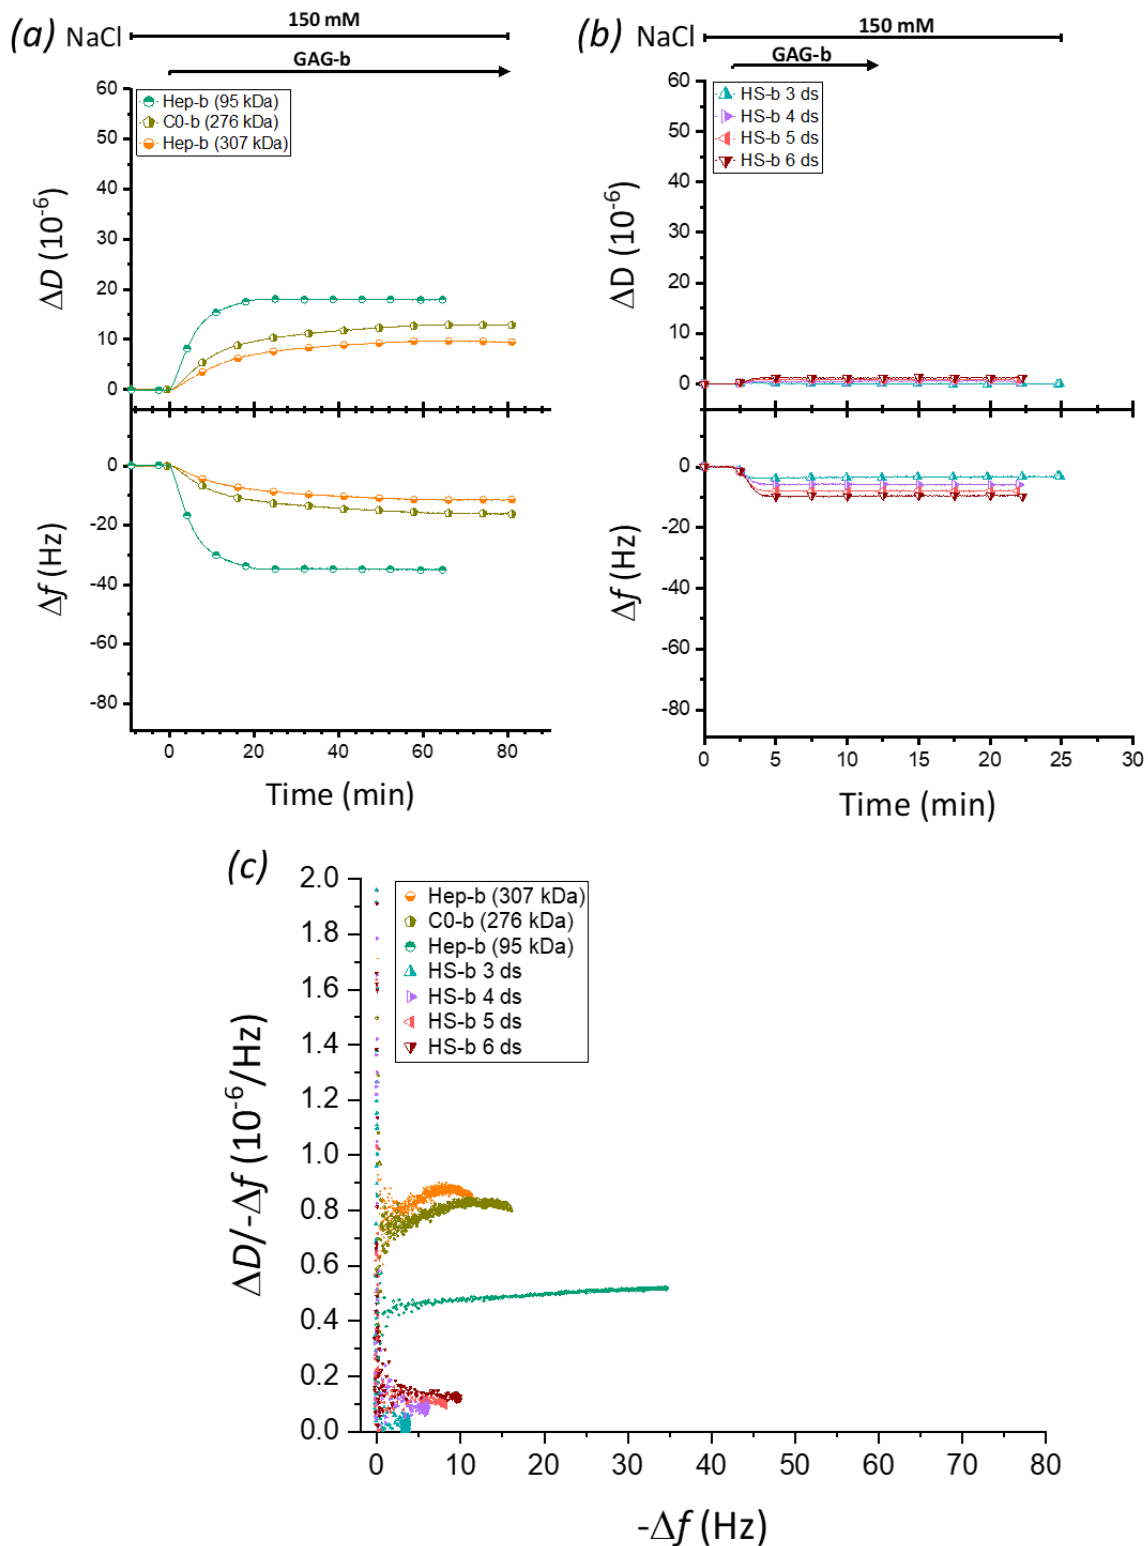 (a) NaCl 150 mM
GAG-b
60
50
40
30
20
10
0
ΔD (10⁻⁶)
Hep-b (95 kDa)
C0-b (276 kDa)
Hep-b (307 kDa)
0
-20
-40
-60
-80
Δf (Hz)
0 20 40 60 80
Time (min)
(b) NaCl 150 mM
GAG-b
60
50
40
30
20
10
0
ΔD (10⁻⁶)
HS-b 3 ds
HS-b 4 ds
HS-b 5 ds
HS-b 6 ds
0
-20
-40
-60
-80
Δf (Hz)
0 5 10 15 20 25 30
Time (min)
(c)
2.0
1.8
1.6
1.4
1.2
1.0
0.8
0.6
0.4
0.2
0.0
ΔD/-Δf (10⁻⁶/Hz)
Hep-b (307 kDa)
C0-b (276 kDa)
Hep-b (95 kDa)
HS-b 3 ds
HS-b 4 ds
HS-b 5 ds
HS-b 6 ds
0 10 20 30 40 50 60 70 80
-Δf (Hz)